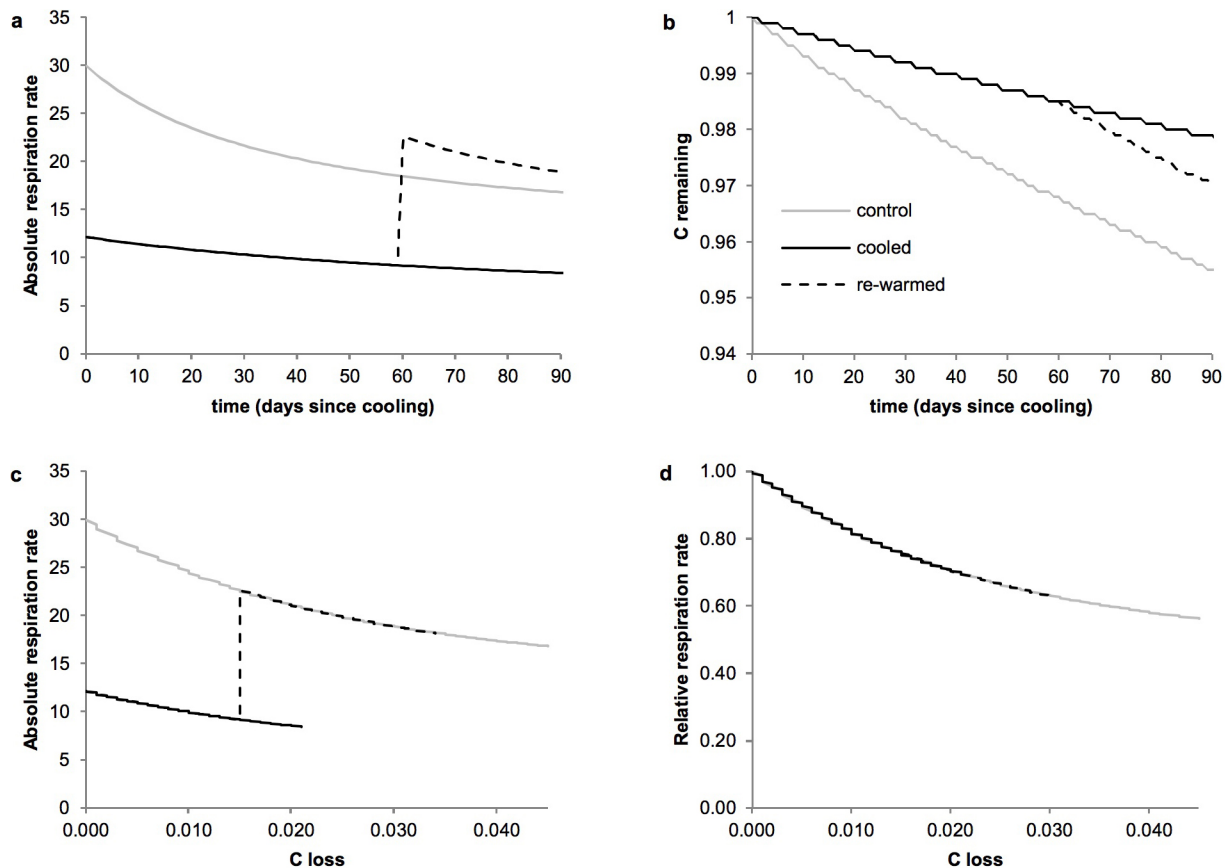 a
Absolute respiration rate
35
30
25
20
15
10
5
0
0 10 20 30 40 50 60 70 80 90
time (days since cooling)
b
C remaining
1
0.99
0.98
0.97
0.96
0.95
0.94
control
cooled
re-warmed
0 10 20 30 40 50 60 70 80 90
time (days since cooling)
c
Absolute respiration rate
35
30
25
20
15
10
5
0
0.000 0.010 0.020 0.030 0.040
C loss
d
Relative respiration rate
1.00
0.80
0.60
0.40
0.20
0.00
0.000 0.010 0.020 0.030 0.040
C loss